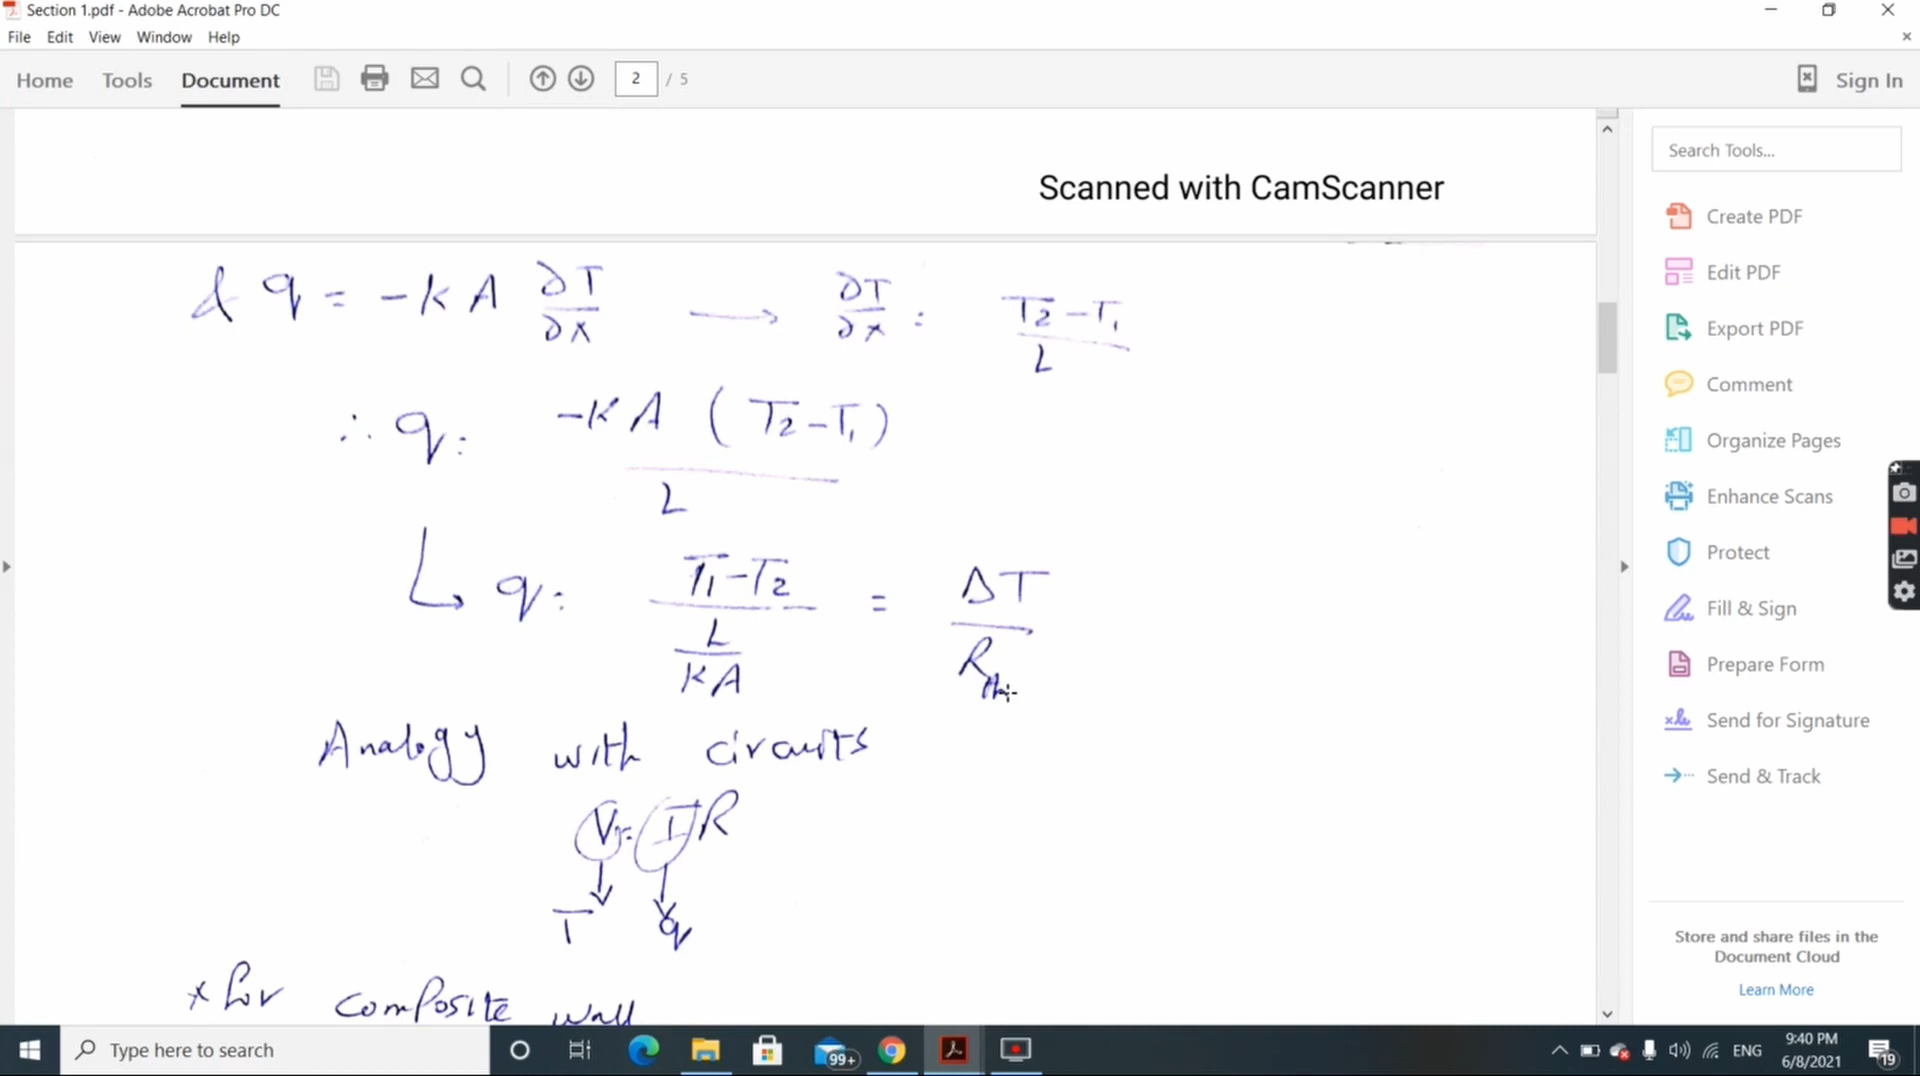 Section 1.pdf - Adobe Acrobat Pro DC
File Edit View Window Help
Home Tools Document 2 / 5 Sign In
Scanned with CamScanner
& q = -KA ∂T/∂x → ∂T/∂x : T2-T1/L
∴ q: -KA (T2-T1)/L
↳ q: T1-T2 / L/KA = ΔT/Rth
Analogy with circuits
V = IR
T q
* for composite wall
Search Tools...
Create PDF
Edit PDF
Export PDF
Comment
Organize Pages
Enhance Scans
Protect
Fill & Sign
Prepare Form
Send for Signature
Send & Track
Store and share files in the
Document Cloud
Learn More
Type here to search
99+
ENG
9:40 PM
6/8/2021
19